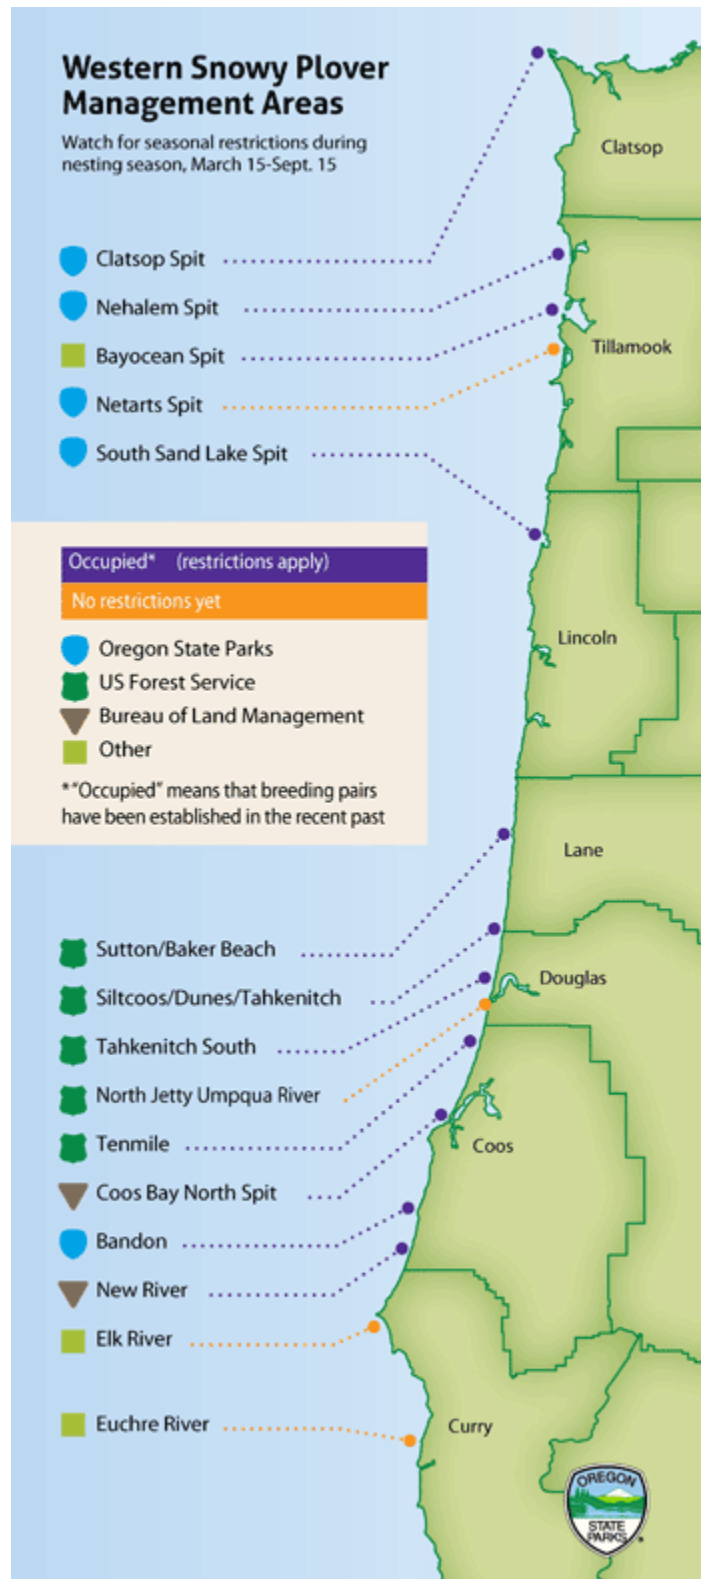 Western Snowy Plover
Management Areas
Watch for seasonal restrictions during
nesting season, March 15-Sept. 15
Clatsop Spit
Nehalem Spit
Bayocean Spit
Netarts Spit
South Sand Lake Spit
Occupied* (restrictions apply)
No restrictions yet
Oregon State Parks
US Forest Service
Bureau of Land Management
Other
*"Occupied" means that breeding pairs
have been established in the recent past
Sutton/Baker Beach
Siltcoos/Dunes/Tahkenitch
Tahkenitch South
North Jetty Umpqua River
Tenmile
Coos Bay North Spit
Bandon
New River
Elk River
Euchre River
Clatsop
Tillamook
Lincoln
Lane
Douglas
Coos
Curry
OREGON
STATE
PARKS